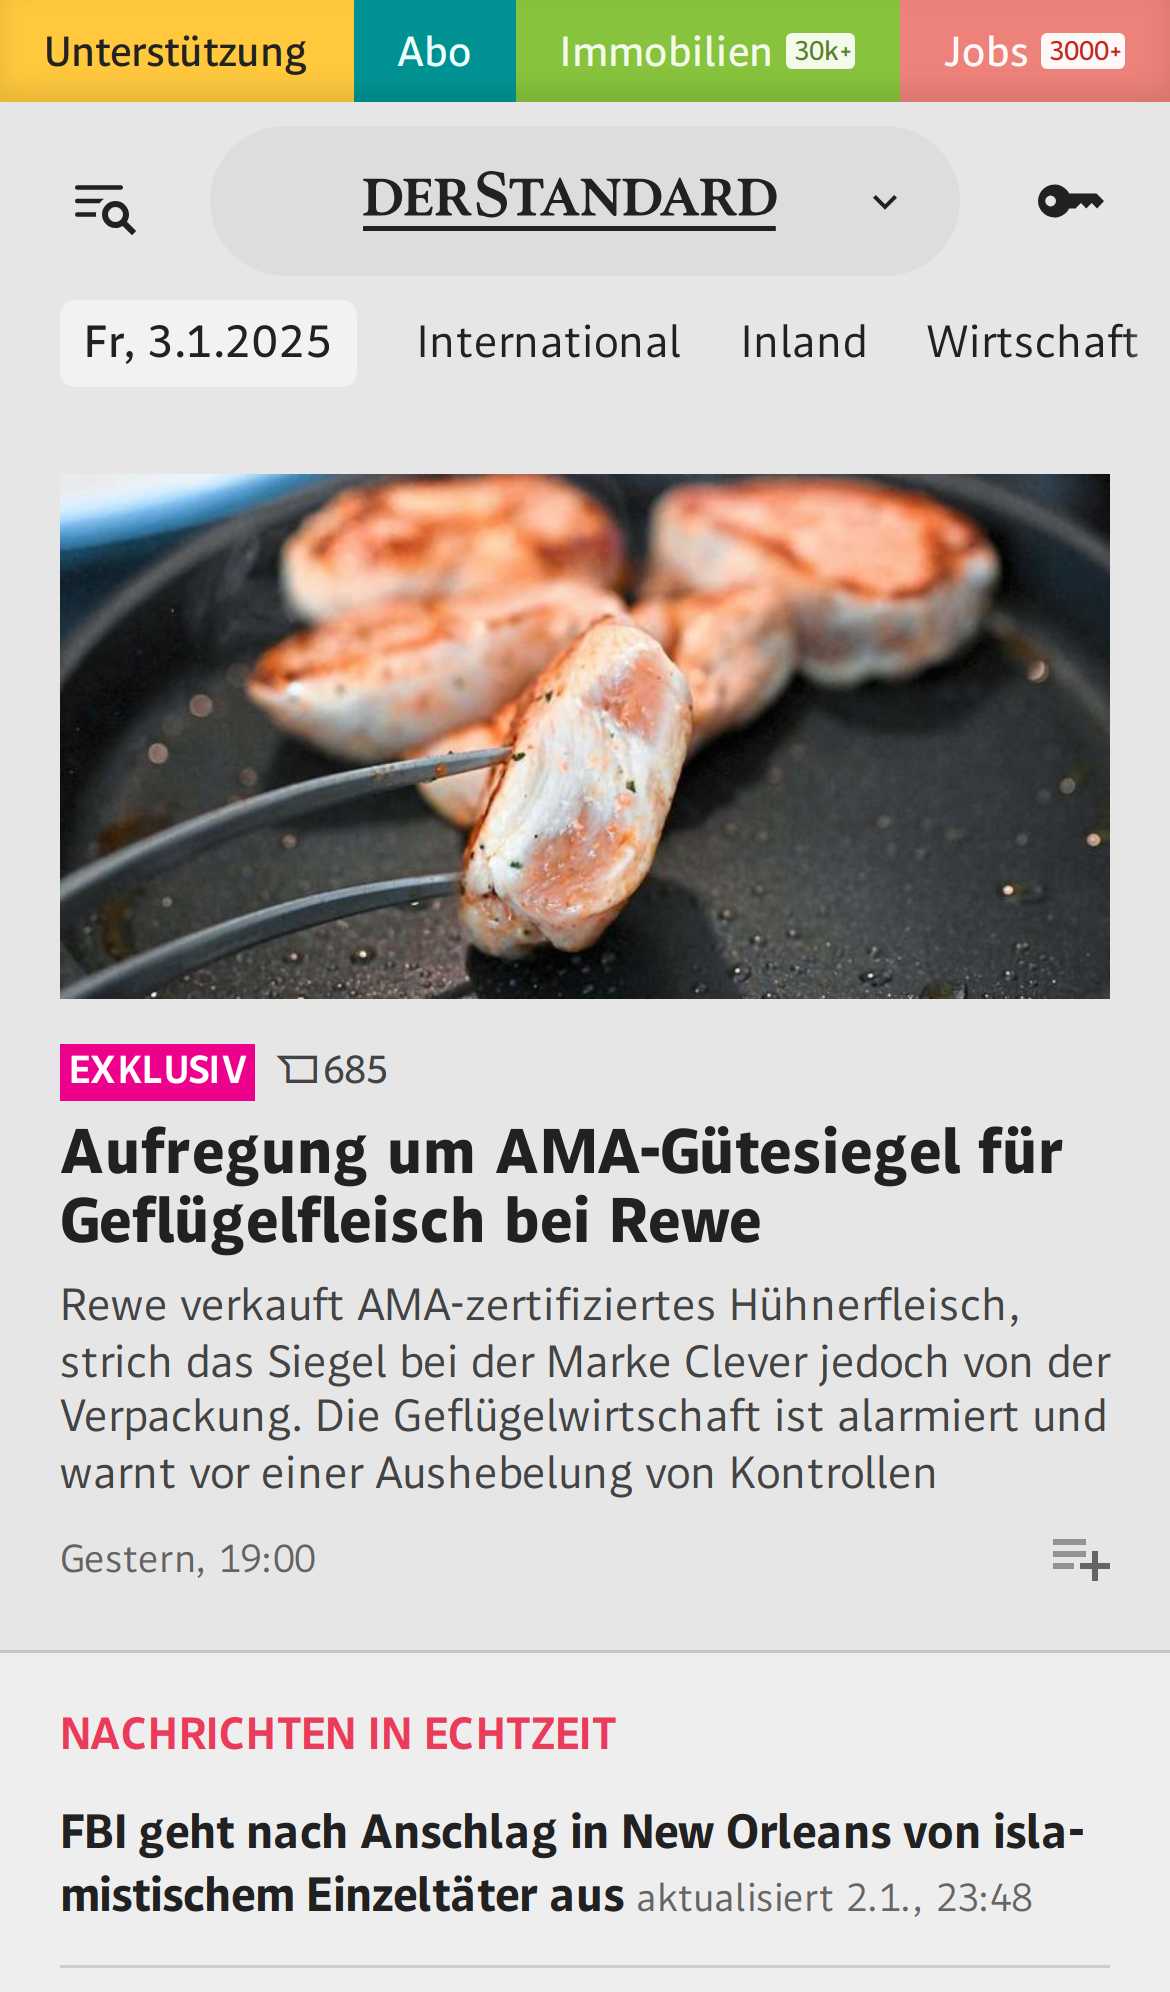 Unterstützung Abo Immobilien 30k+ Jobs 3000+
DERSTANDARD
Fr, 3.1.2025 International Inland Wirtschaft
EXKLUSIV 685
Aufregung um AMA-Gütesiegel für
Geflügelfleisch bei Rewe
Rewe verkauft AMA-zertifiziertes Hühnerfleisch,
strich das Siegel bei der Marke Clever jedoch von der
Verpackung. Die Geflügelwirtschaft ist alarmiert und
warnt vor einer Aushebelung von Kontrollen
Gestern, 19:00
NACHRICHTEN IN ECHTZEIT
FBI geht nach Anschlag in New Orleans von isla-
mistischem Einzeltäter aus aktualisiert 2.1., 23:48